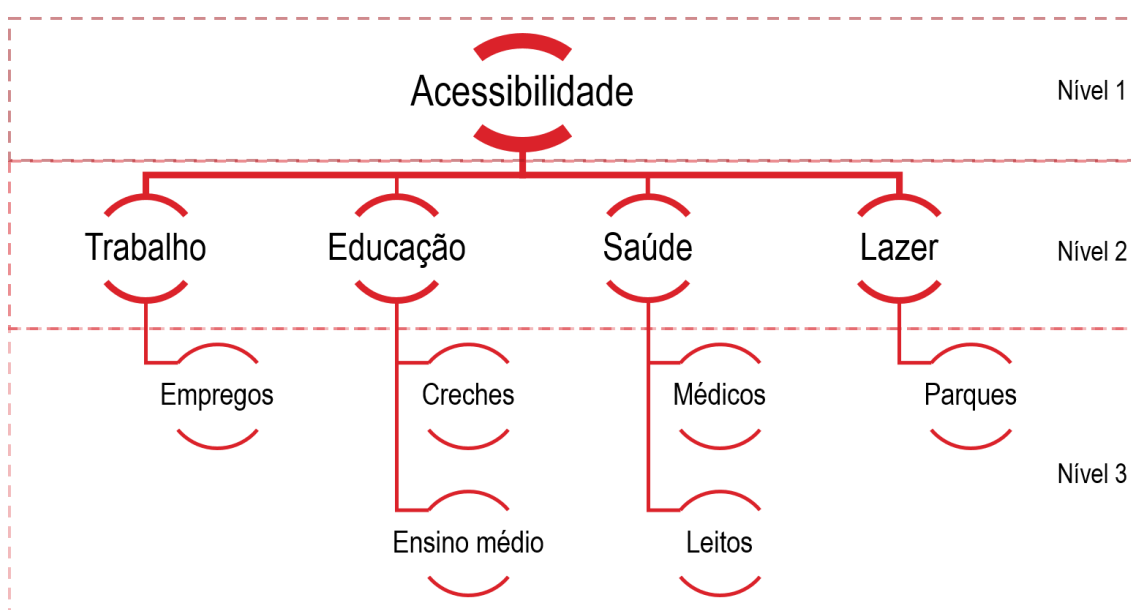 Acessibilidade
Nível 1
Trabalho
Educação
Saúde
Lazer
Nível 2
Empregos
Creches
Médicos
Parques
Nível 3
Ensino médio
Leitos